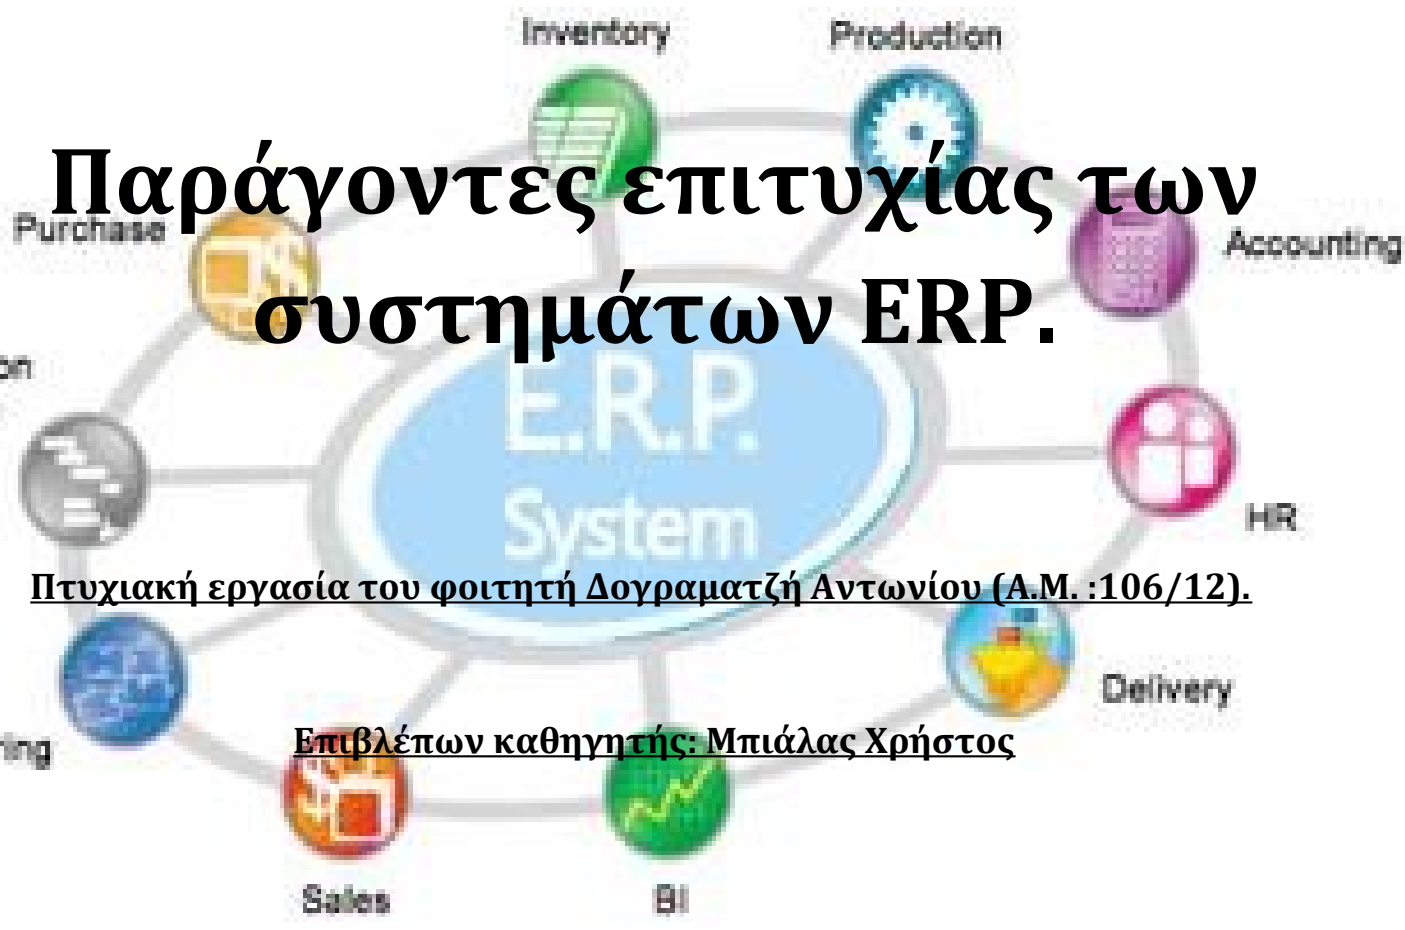 Inventory
Production
Παράγοντες επιτυχίας των
Purchase
Accounting
συστημάτων ERP.
E.R.P.
System
HR
Πτυχιακή εργασία του φοιτητή Δογραματζή Αντωνίου (Α.Μ. :106/12).
Delivery
Επιβλέπων καθηγητής: Μπιάλας Χρήστος
Sales
BI